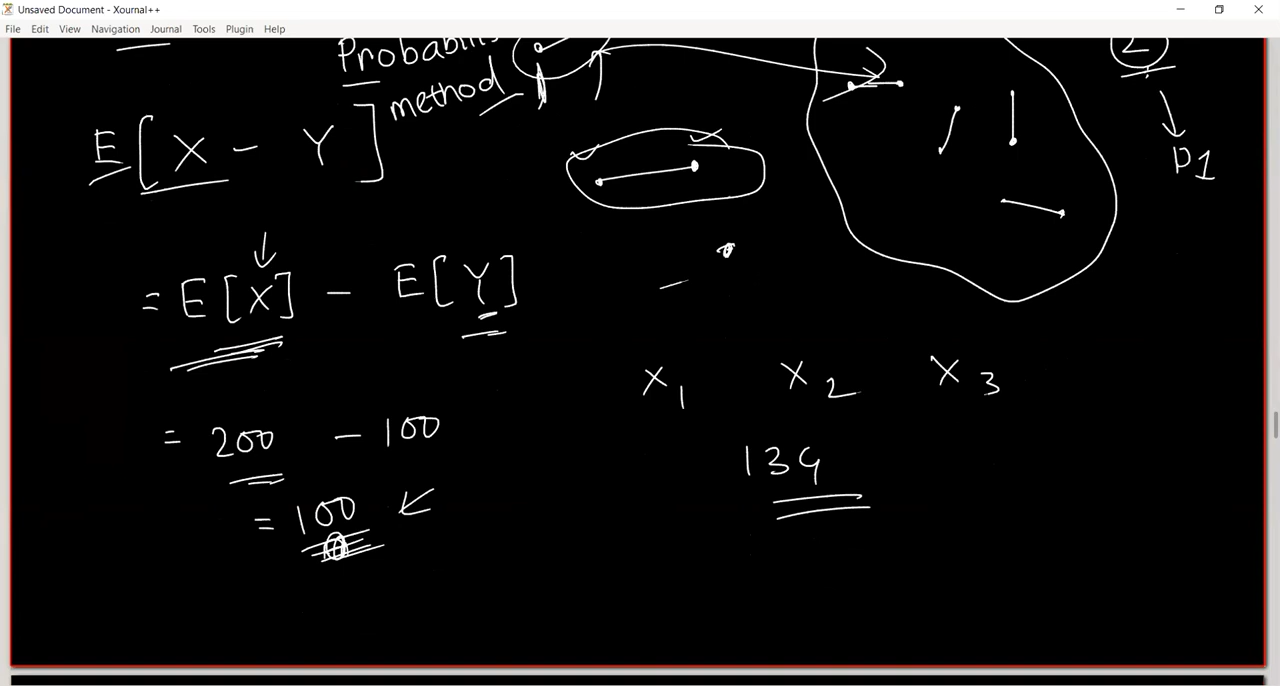 Unsaved Document - Xournal++
File Edit View Navigation Journal Tools Plugin Help
method
2
P1
E[X - Y]
= E[X] - E[Y]
X1 X2 X3
= 200 - 100
134
= 100